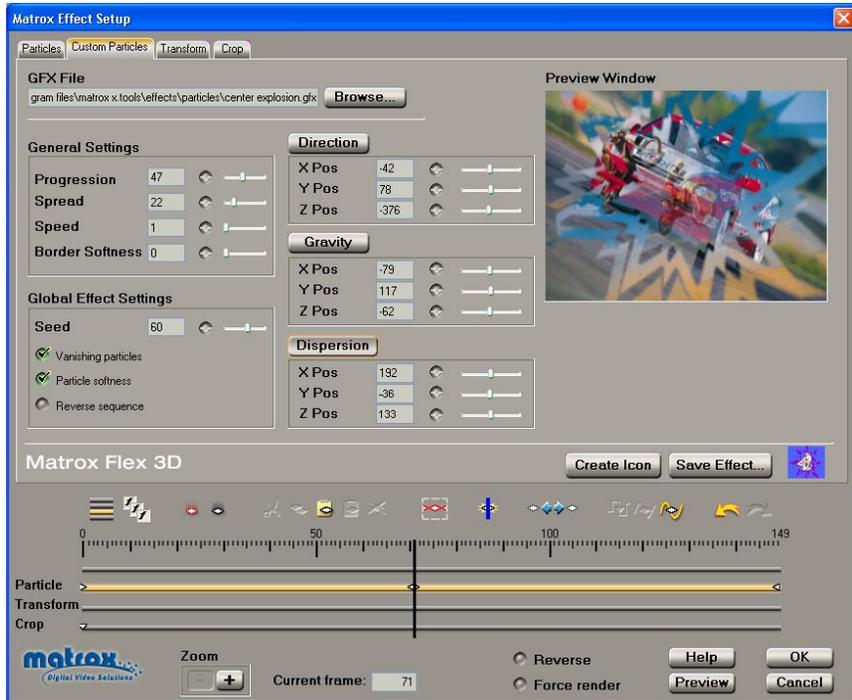 Matrox Effect Setup
Particles Custom Particles Transform Crop
GFX File
gram files\matrox x.tools\effects\particles\center explosion.gfx Browse...
Preview Window
General Settings
Progression 47
Spread 22
Speed 1
Border Softness 0
Direction
X Pos -42
Y Pos 78
Z Pos -376
Gravity
X Pos -79
Y Pos 117
Z Pos -62
Global Effect Settings
Seed 60
Vanishing particles
Particle softness
Reverse sequence
Dispersion
X Pos 192
Y Pos -36
Z Pos 133
Matrox Flex 3D
Create Icon Save Effect...
0 50 100 149
Particle
Transform
Crop
matrox
Digital Video Solutions
Zoom
Current frame: 71
Reverse
Force render
Help OK
Preview Cancel